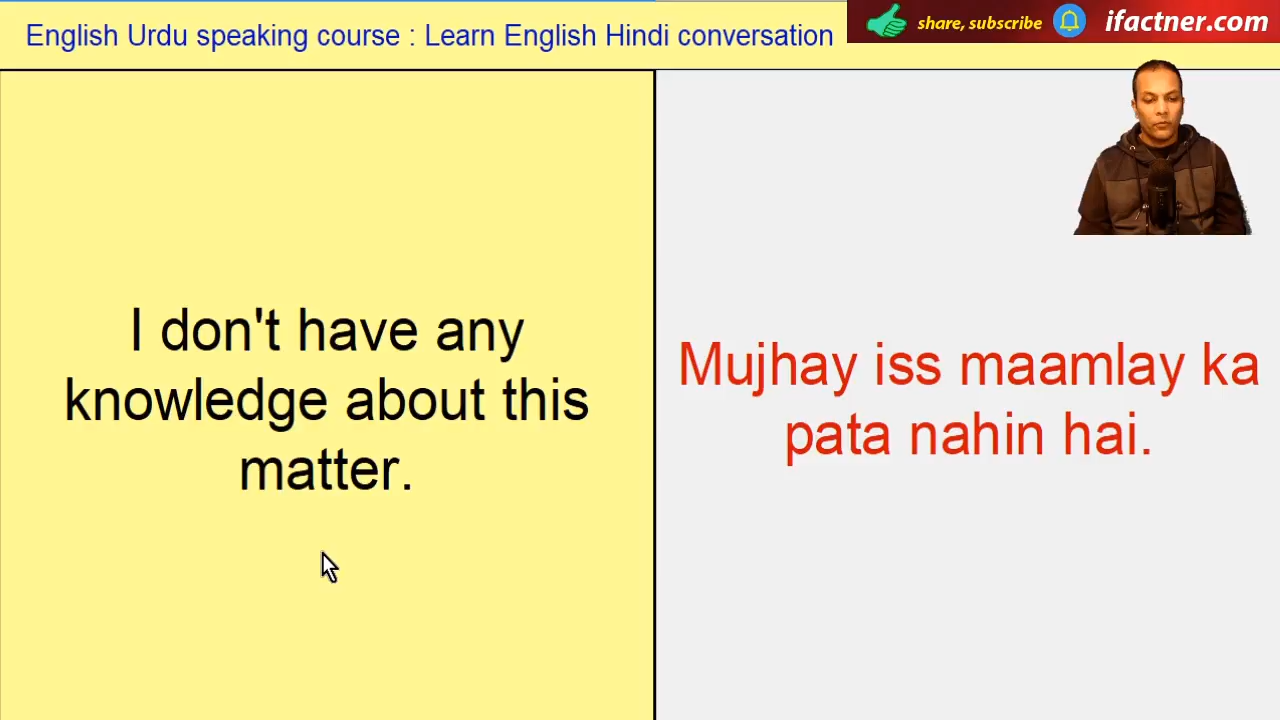 English Urdu speaking course : Learn English Hindi conversation
share, subscribe
ifactner.com
I don't have any
knowledge about this
matter.
Mujhay iss maamlay ka
pata nahin hai.